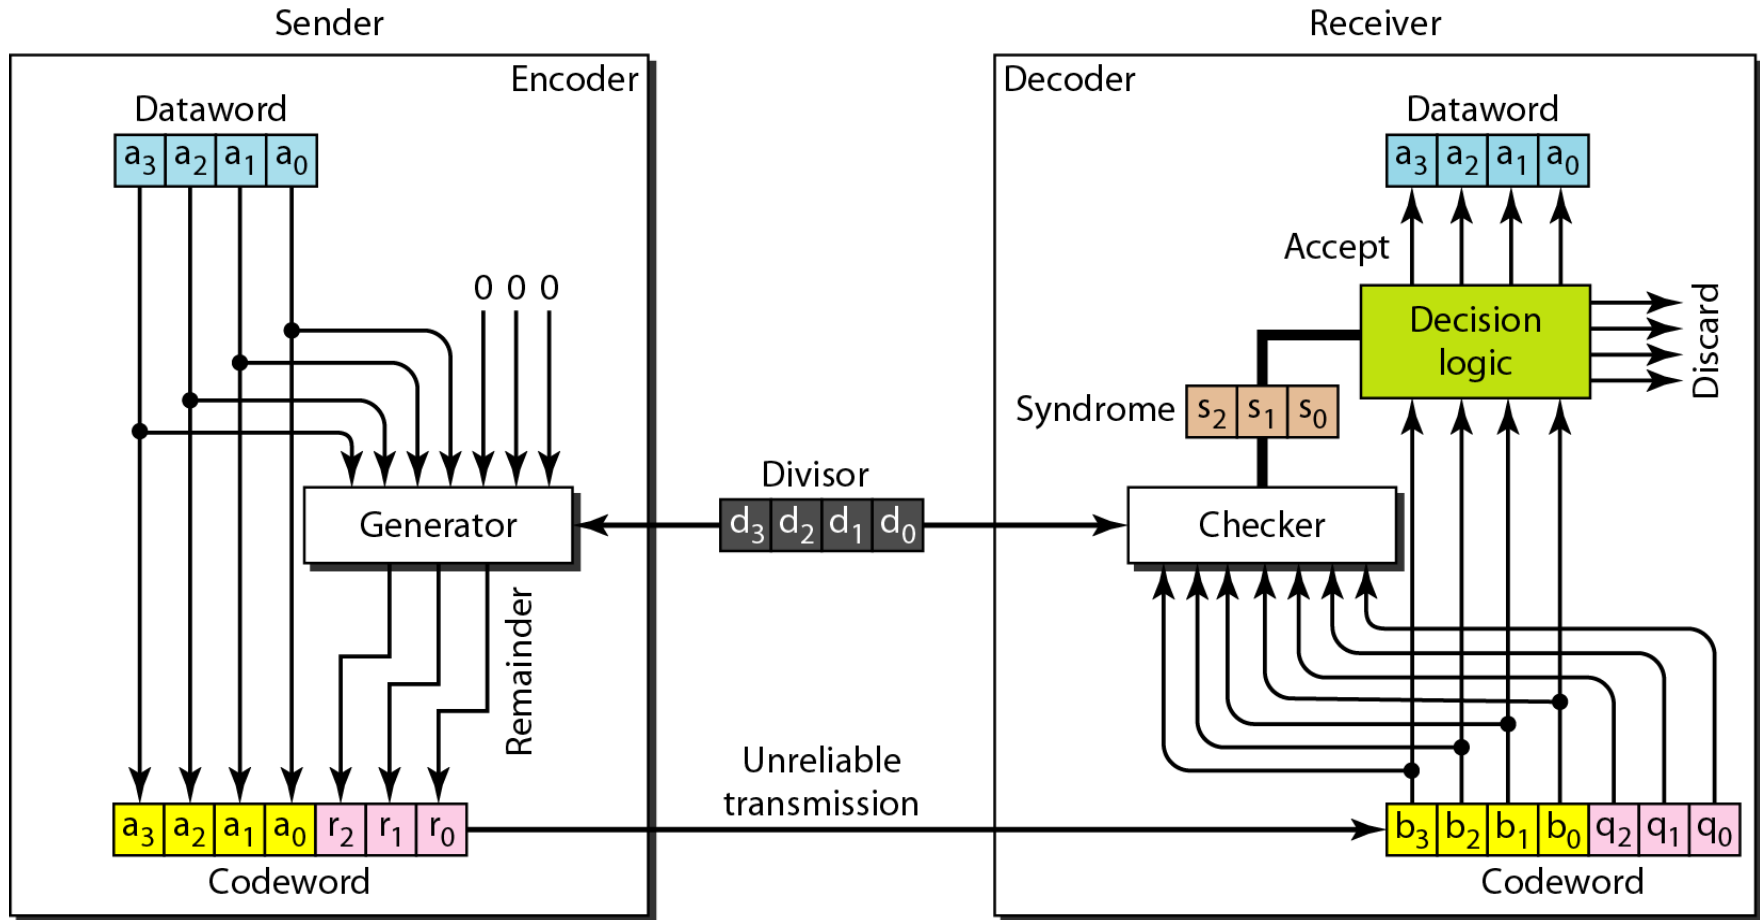 Sender
Encoder
Dataword
a3 a2 a1 a0
0 0 0
Generator
Remainder
a3 a2 a1 a0 r2 r1 r0
Codeword
Divisor
d3 d2 d1 d0
Unreliable
transmission
Receiver
Decoder
Dataword
a3 a2 a1 a0
Accept
Decision
logic
Discard
Syndrome
s2 s1 s0
Checker
b3 b2 b1 b0 q2 q1 q0
Codeword